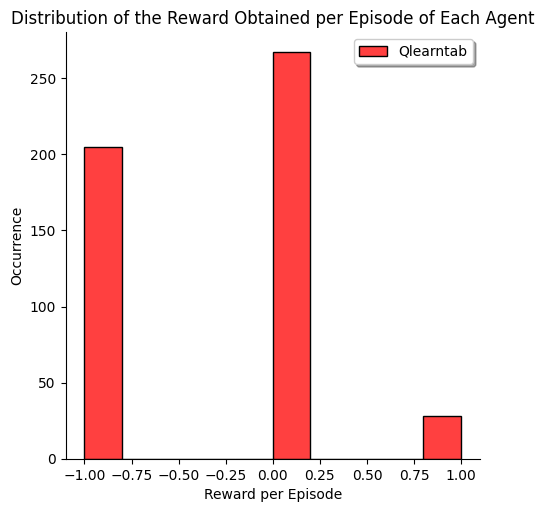 Distribution of the Reward Obtained per Episode of Each Agent
Qlearntab
250
200
150
100
50
0
Occurrence
−1.00 −0.75 −0.50 −0.25 0.00 0.25 0.50 0.75 1.00
Reward per Episode